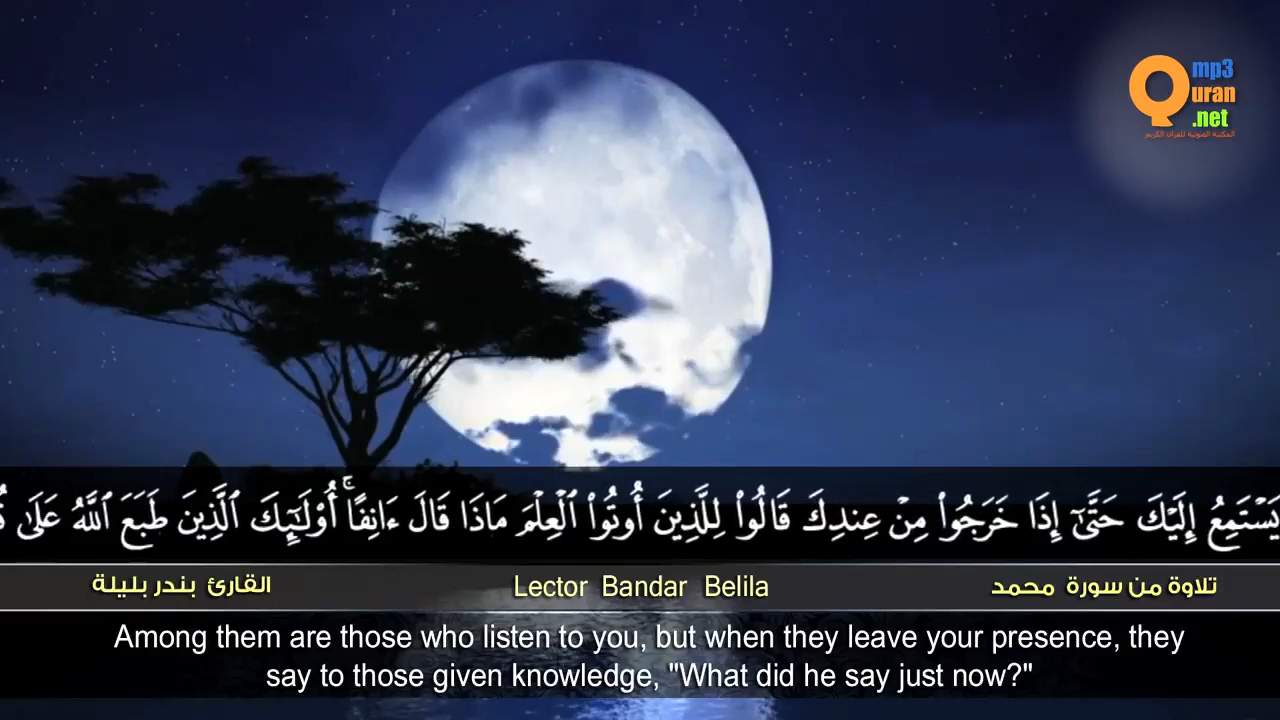 mp3
Quran
.net
المكتبة الصوتية للقرآن الكريم
يَسْتَمِعُ إِلَيْكَ حَتَّىٰٓ إِذَا خَرَجُوا۟ مِنْ عِندِكَ قَالُوا۟ لِلَّذِينَ أُوتُوا۟ ٱلْعِلْمَ مَاذَا قَالَ ءَانِفًا ۚ أُو۟لَـٰٓئِكَ ٱلَّذِينَ طَبَعَ ٱللَّهُ عَلَىٰ
تلاوة من سورة محمد
Lector Bandar Belila
القارئ بندر بليلة
Among them are those who listen to you, but when they leave your presence, they
say to those given knowledge, "What did he say just now?"